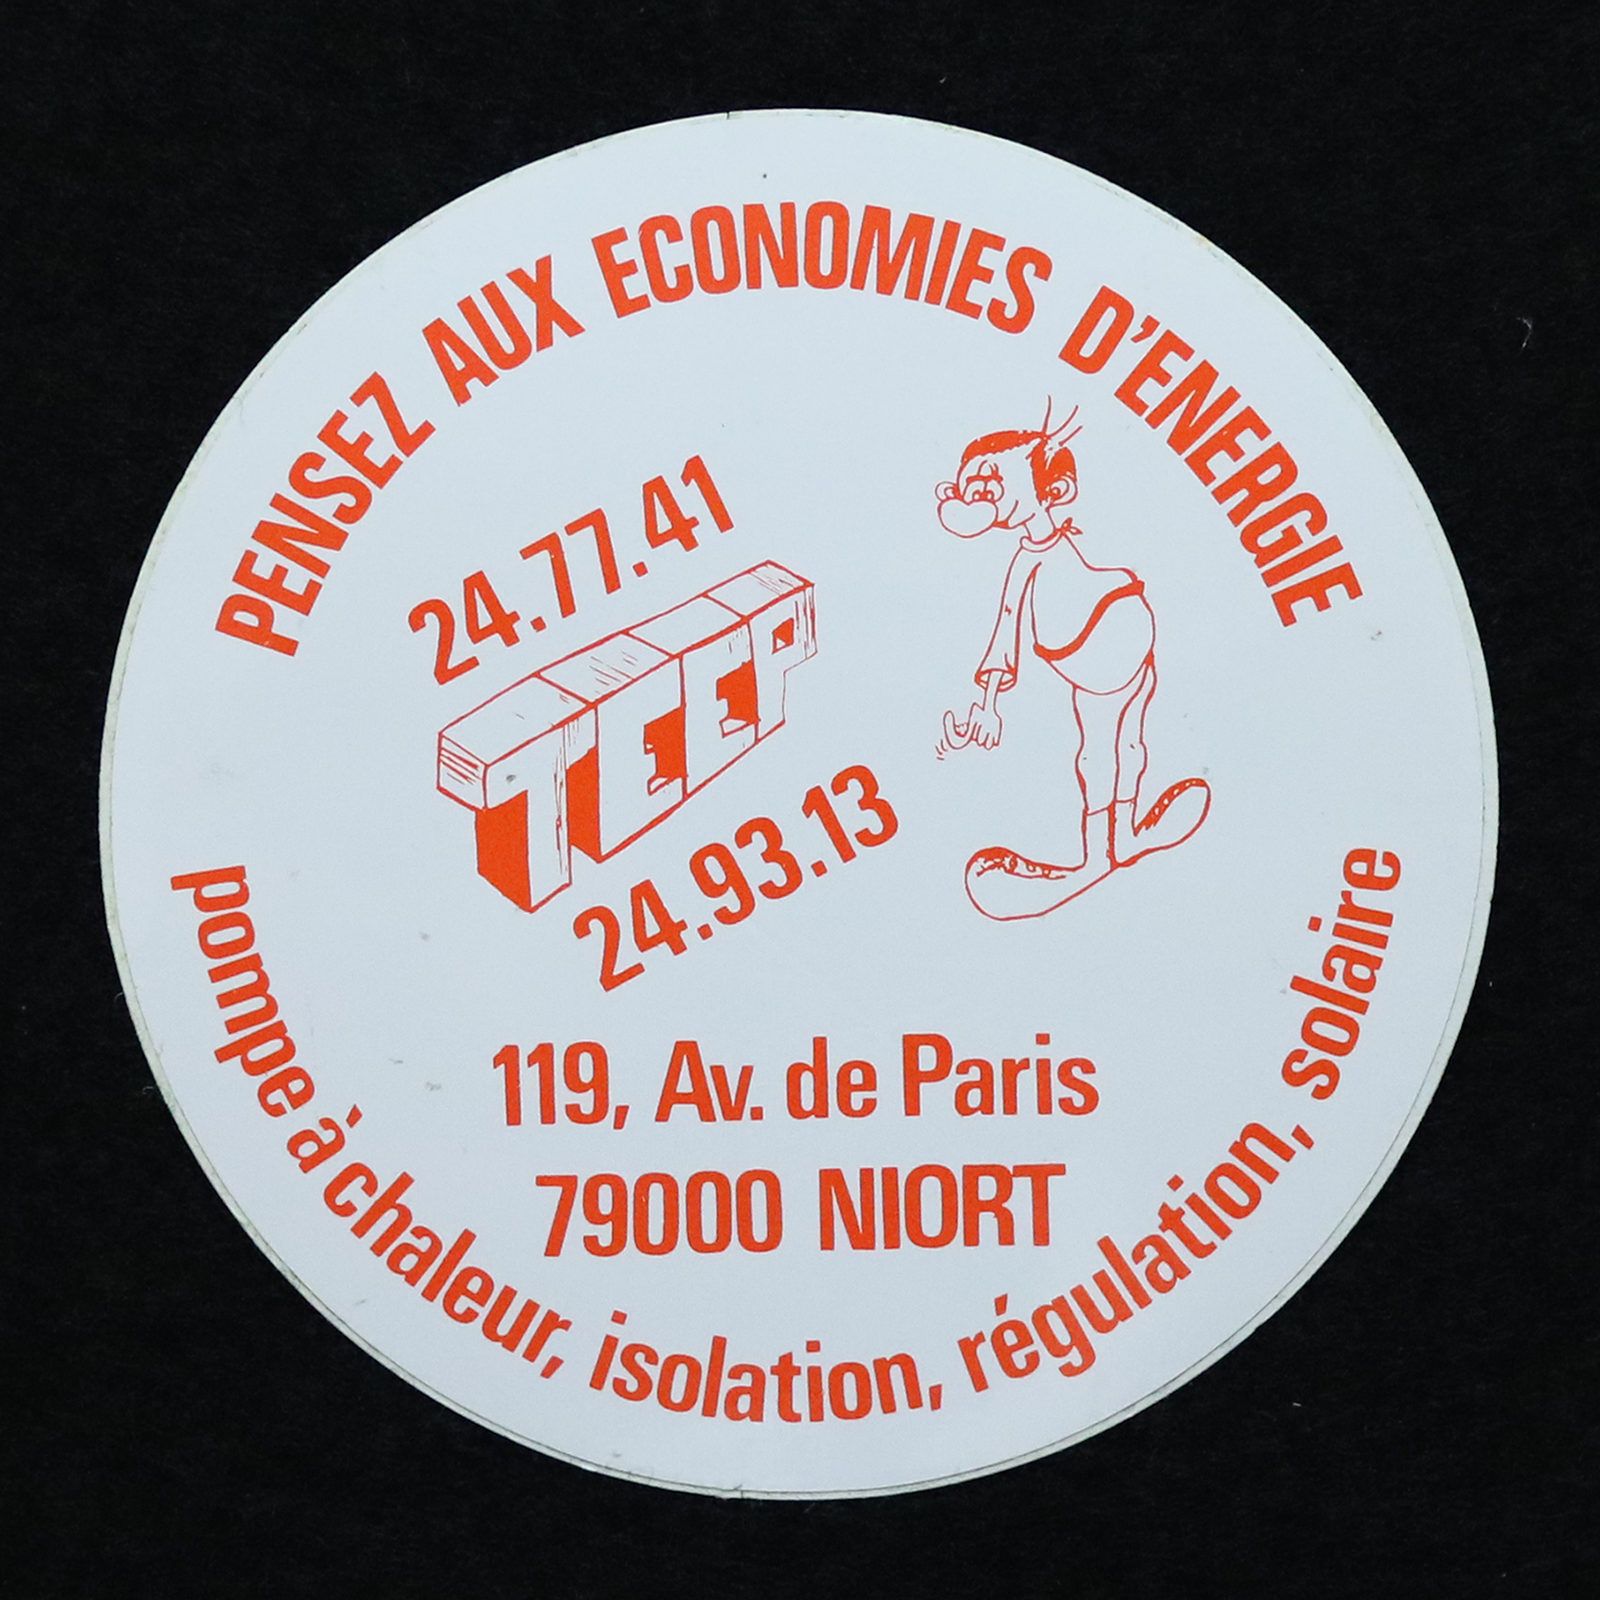 PENSEZ AUX ECONOMIES D'ENERGIE
24.77.41
TEEP
24.93.13
119, Av. de Paris
79000 NIORT
pompe à chaleur, isolation, régulation, solaire